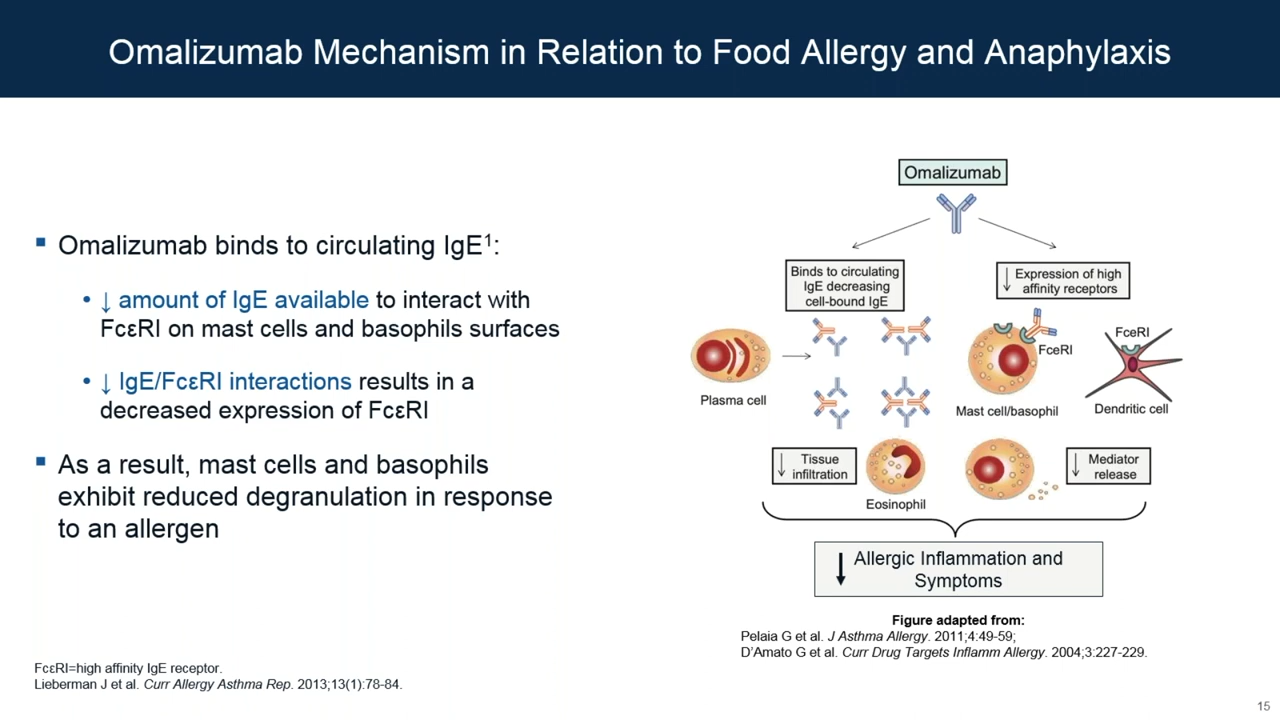 Omalizumab Mechanism in Relation to Food Allergy and Anaphylaxis
▪ Omalizumab binds to circulating IgE¹:
• ↓ amount of IgE available to interact with
FcεRI on mast cells and basophils surfaces
• ↓ IgE/FcεRI interactions results in a
decreased expression of FcεRI
▪ As a result, mast cells and basophils
exhibit reduced degranulation in response
to an allergen
Omalizumab
Binds to circulating
IgE decreasing
cell-bound IgE
↓ Expression of high
affinity receptors
Plasma cell
FceRI
Mast cell/basophil
FceRI
Dendritic cell
↓ Tissue
infiltration
Eosinophil
↓ Mediator
release
↓ Allergic Inflammation and
Symptoms
Figure adapted from:
Pelaia G et al. J Asthma Allergy. 2011;4:49-59;
D'Amato G et al. Curr Drug Targets Inflamm Allergy. 2004;3:227-229.
FcεRI=high affinity IgE receptor.
Lieberman J et al. Curr Allergy Asthma Rep. 2013;13(1):78-84.
15